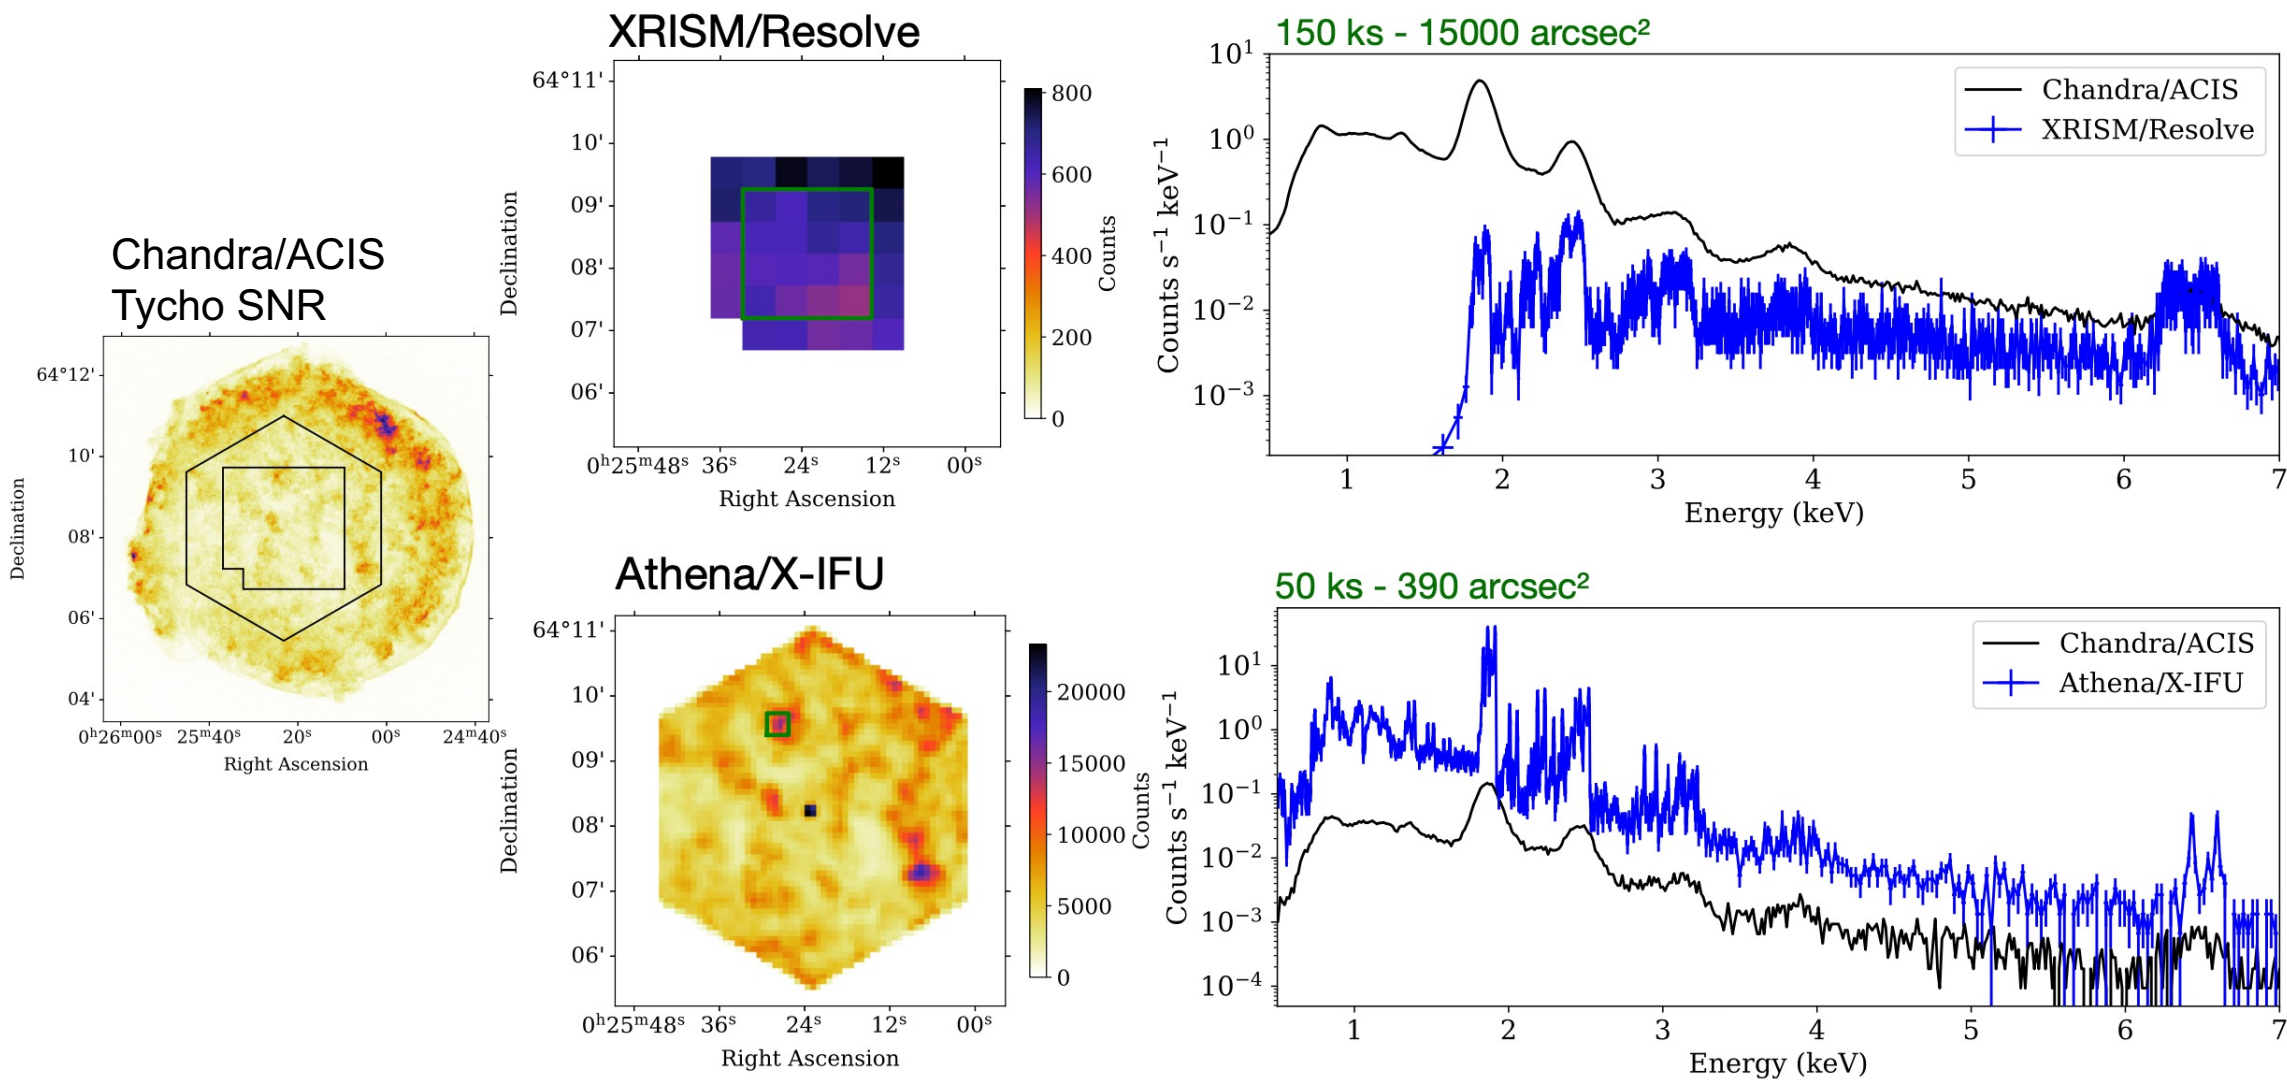 Chandra/ACIS
Tycho SNR
64°12'
10'
08'
06'
04'
Declination
0ʰ26ᵐ00ˢ 25ᵐ40ˢ 20ˢ 00ˢ 24ᵐ40ˢ
Right Ascension
XRISM/Resolve
64°11'
10'
09'
08'
07'
06'
Declination
0ʰ25ᵐ48ˢ 36ˢ 24ˢ 12ˢ 00ˢ
Right Ascension
800
600
400
200
0
Counts
150 ks - 15000 arcsec²
Chandra/ACIS
XRISM/Resolve
10¹
10⁰
10⁻¹
10⁻²
10⁻³
Counts s⁻¹ keV⁻¹
1 2 3 4 5 6 7
Energy (keV)
Athena/X-IFU
64°11'
10'
09'
08'
07'
06'
Declination
0ʰ25ᵐ48ˢ 36ˢ 24ˢ 12ˢ 00ˢ
Right Ascension
20000
15000
10000
5000
0
Counts
50 ks - 390 arcsec²
Chandra/ACIS
Athena/X-IFU
10¹
10⁰
10⁻¹
10⁻²
10⁻³
10⁻⁴
Counts s⁻¹ keV⁻¹
1 2 3 4 5 6 7
Energy (keV)